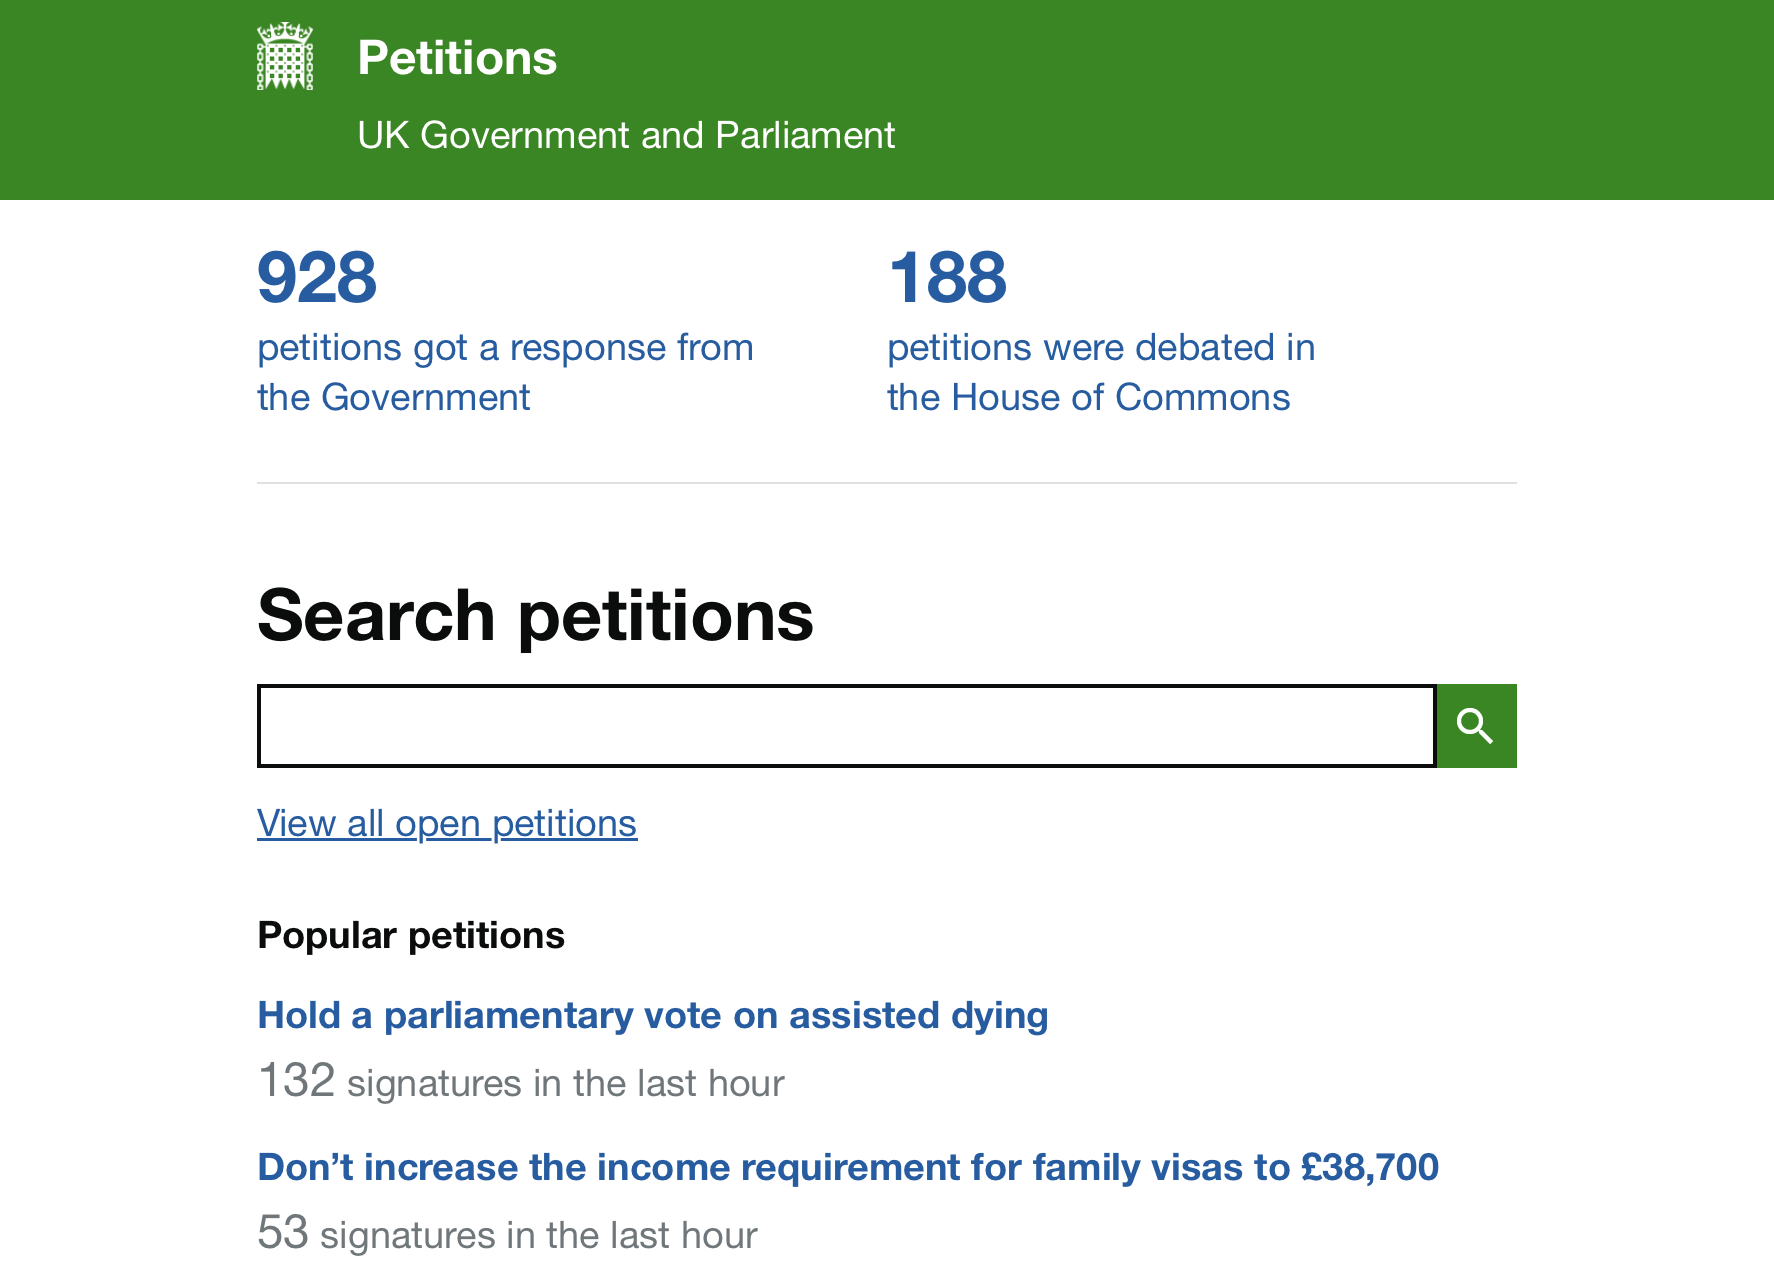 Petitions
UK Government and Parliament
928
petitions got a response from
the Government
188
petitions were debated in
the House of Commons
Search petitions
View all open petitions
Popular petitions
Hold a parliamentary vote on assisted dying
132 signatures in the last hour
Don’t increase the income requirement for family visas to £38,700
53 signatures in the last hour